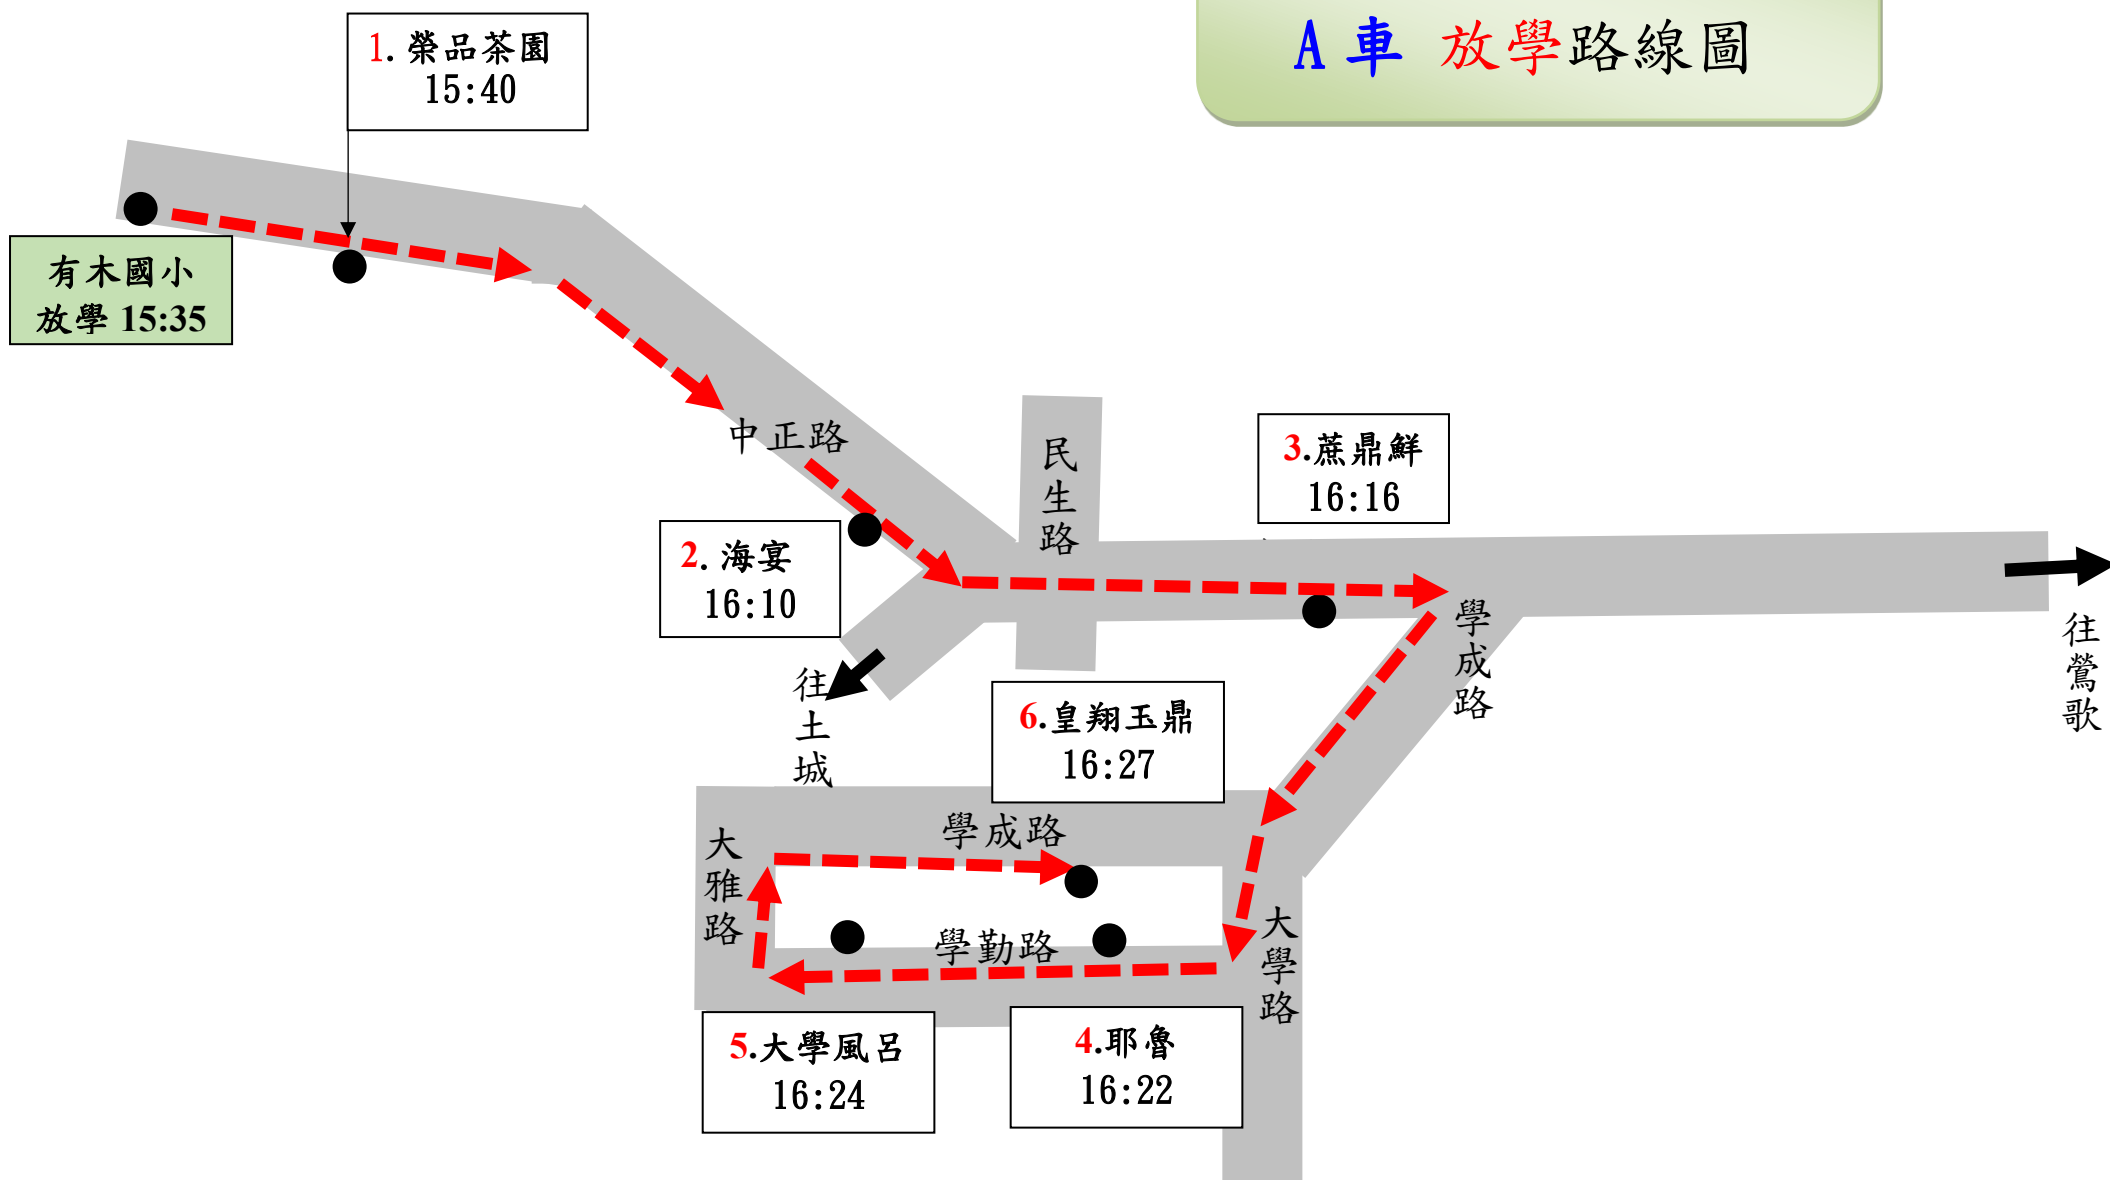 A 車 放學路線圖
1. 榮品茶園
15:40
有木國小
放學 15:35
中正路
民生路
2. 海宴
16:10
3.蔗鼎鮮
16:16
往土城
學成路
往鶯歌
6.皇翔玉鼎
16:27
學成路
大雅路
學勤路
大學路
5.大學風呂
16:24
4.耶魯
16:22